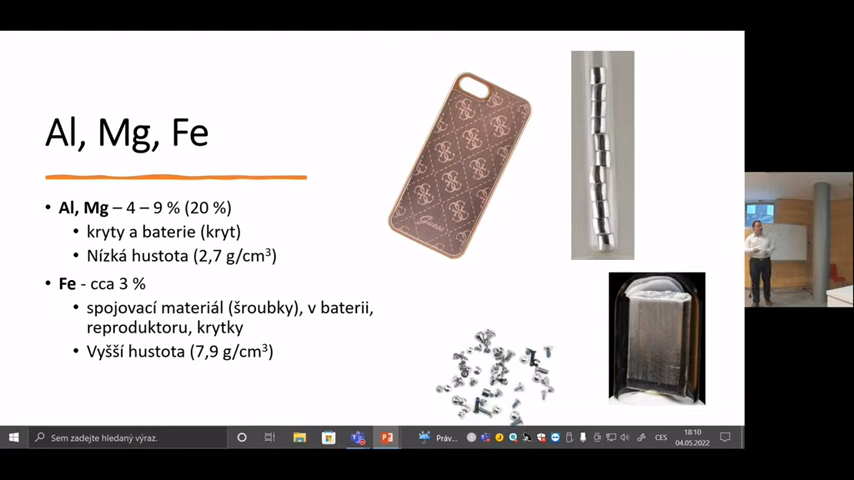 Al, Mg, Fe
• Al, Mg – 4 – 9 % (20 %)
• kryty a baterie (kryt)
• Nízká hustota (2,7 g/cm³)
• Fe - cca 3 %
• spojovací materiál (šroubky), v baterii,
reproduktoru, krytky
• Vyšší hustota (7,9 g/cm³)
Guess
Sem zadejte hledaný výraz.
Práv...
CES
18:10
04.05.2022